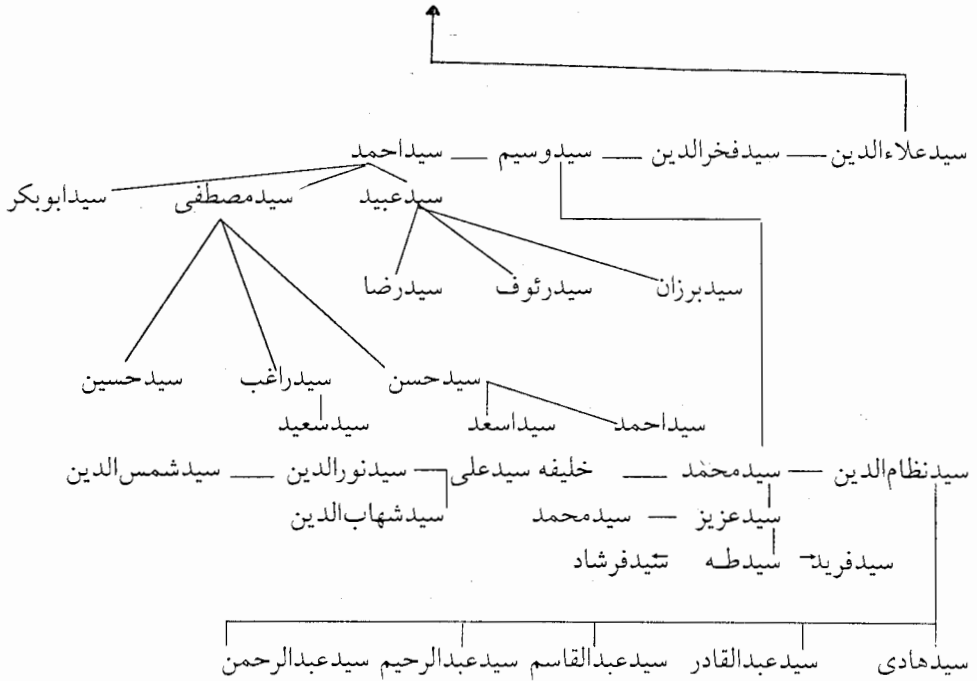 سیدعلاءالدین سیدفخرالدین سیدوسیم سیداحمد
سیدعبید سیدمصطفی سیدابوبکر
سیدبرزان سیدرئوف سیدرضا
سیدحسن سیدراغب سیدحسین
سیداحمد سیداسعد سیدسعید
سیدنظام‌الدین سیدمحمد خلیفه سیدعلی سیدنورالدین سیدشمس‌الدین
سیدعزیز سیدمحمد سیدشهاب‌الدین
سیدفرید سیدطه سیدفرشاد
سیدهادی سیدعبدالقادر سیدعبدالقاسم سیدعبدالرحیم سیدعبدالرحمن